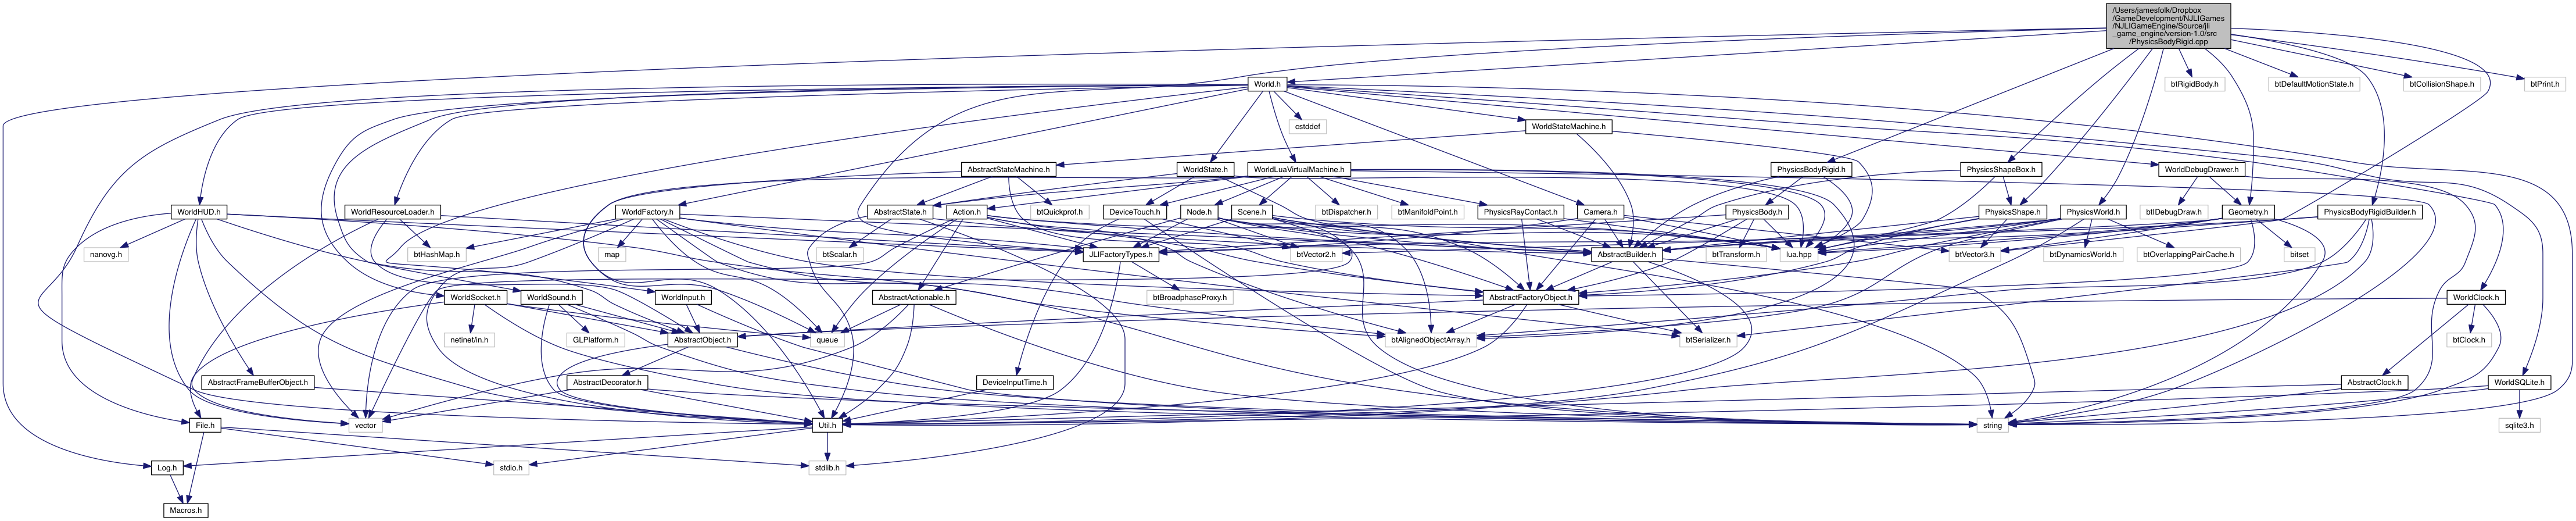 /Users/jamesfolk/Dropbox
/GameDevelopment/NJLIGames
/NJLIGameEngine/Source/jli
_game_engine/version-1.0/src
/PhysicsBodyRigid.cpp
World.h
btRigidBody.h
btDefaultMotionState.h
btCollisionShape.h
btPrint.h
cstddef
WorldStateMachine.h
AbstractStateMachine.h
WorldState.h
WorldLuaVirtualMachine.h
PhysicsBodyRigid.h
PhysicsShapeBox.h
WorldDebugDrawer.h
WorldHUD.h
WorldResourceLoader.h
WorldFactory.h
AbstractState.h
Action.h
btQuickprof.h
DeviceTouch.h
Node.h
Scene.h
btDispatcher.h
btManifoldPoint.h
PhysicsRayContact.h
Camera.h
PhysicsBody.h
PhysicsShape.h
PhysicsWorld.h
btIDebugDraw.h
Geometry.h
PhysicsBodyRigidBuilder.h
nanovg.h
btHashMap.h
map
btScalar.h
JLIFactoryTypes.h
btVector2.h
AbstractBuilder.h
btTransform.h
lua.hpp
btVector3.h
btDynamicsWorld.h
btOverlappingPairCache.h
bitset
WorldSocket.h
WorldSound.h
WorldInput.h
AbstractActionable.h
btBroadphaseProxy.h
AbstractFactoryObject.h
WorldClock.h
netinet/in.h
GLPlatform.h
AbstractObject.h
queue
btAlignedObjectArray.h
btSerializer.h
btClock.h
AbstractFrameBufferObject.h
AbstractDecorator.h
DeviceInputTime.h
AbstractClock.h
WorldSQLite.h
File.h
vector
Util.h
string
sqlite3.h
Log.h
stdio.h
stdlib.h
Macros.h